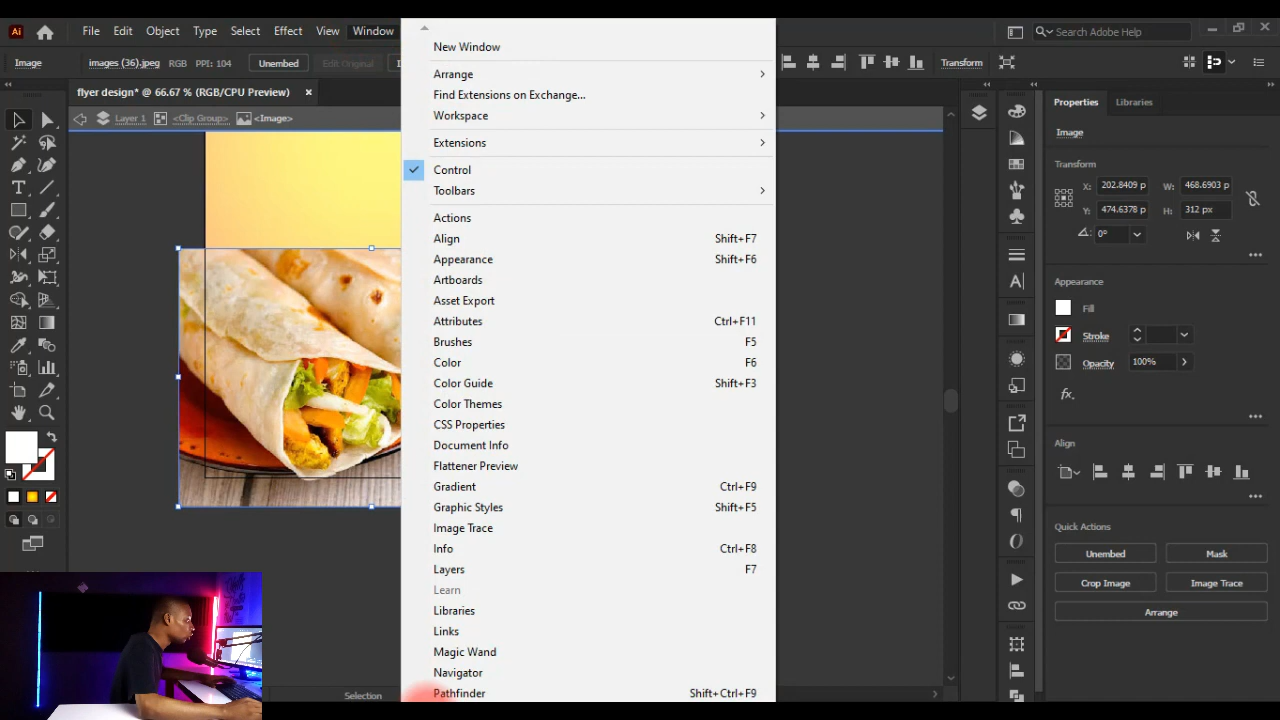 Ai File Edit Object Type Select Effect View Window
Search Adobe Help
Image images (36).jpeg RGB PPI: 104 Unembed Edit Original
Transform
flyer design* @ 66.67 % (RGB/CPU Preview) ×
Layer 1 <Clip Group> <Image>
New Window
Arrange
Find Extensions on Exchange...
Workspace
Extensions
Control
Toolbars
Actions
Align Shift+F7
Appearance Shift+F6
Artboards
Asset Export
Attributes Ctrl+F11
Brushes F5
Color F6
Color Guide Shift+F3
Color Themes
CSS Properties
Document Info
Flattener Preview
Gradient Ctrl+F9
Graphic Styles Shift+F5
Image Trace
Info Ctrl+F8
Layers F7
Learn
Libraries
Links
Magic Wand
Navigator
Pathfinder Shift+Ctrl+F9
Selection
Properties Libraries
Image
Transform
X: 202.8409 p W: 468.6903 p
Y: 474.6378 p H: 312 px
0°
Appearance
Fill
Stroke
Opacity 100%
fx.
Align
Quick Actions
Unembed Mask
Crop Image Image Trace
Arrange